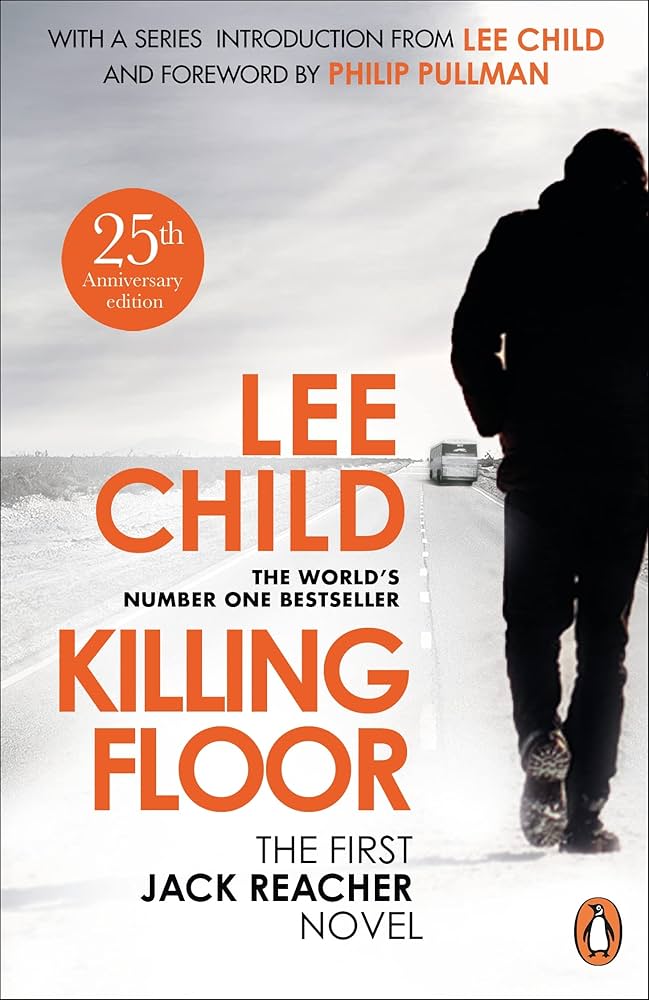 WITH A SERIES INTRODUCTION FROM LEE CHILD
AND FOREWORD BY PHILIP PULLMAN
25th
Anniversary
edition
LEE
CHILD
THE WORLD'S
NUMBER ONE BESTSELLER
KILLING
FLOOR
THE FIRST
JACK REACHER
NOVEL